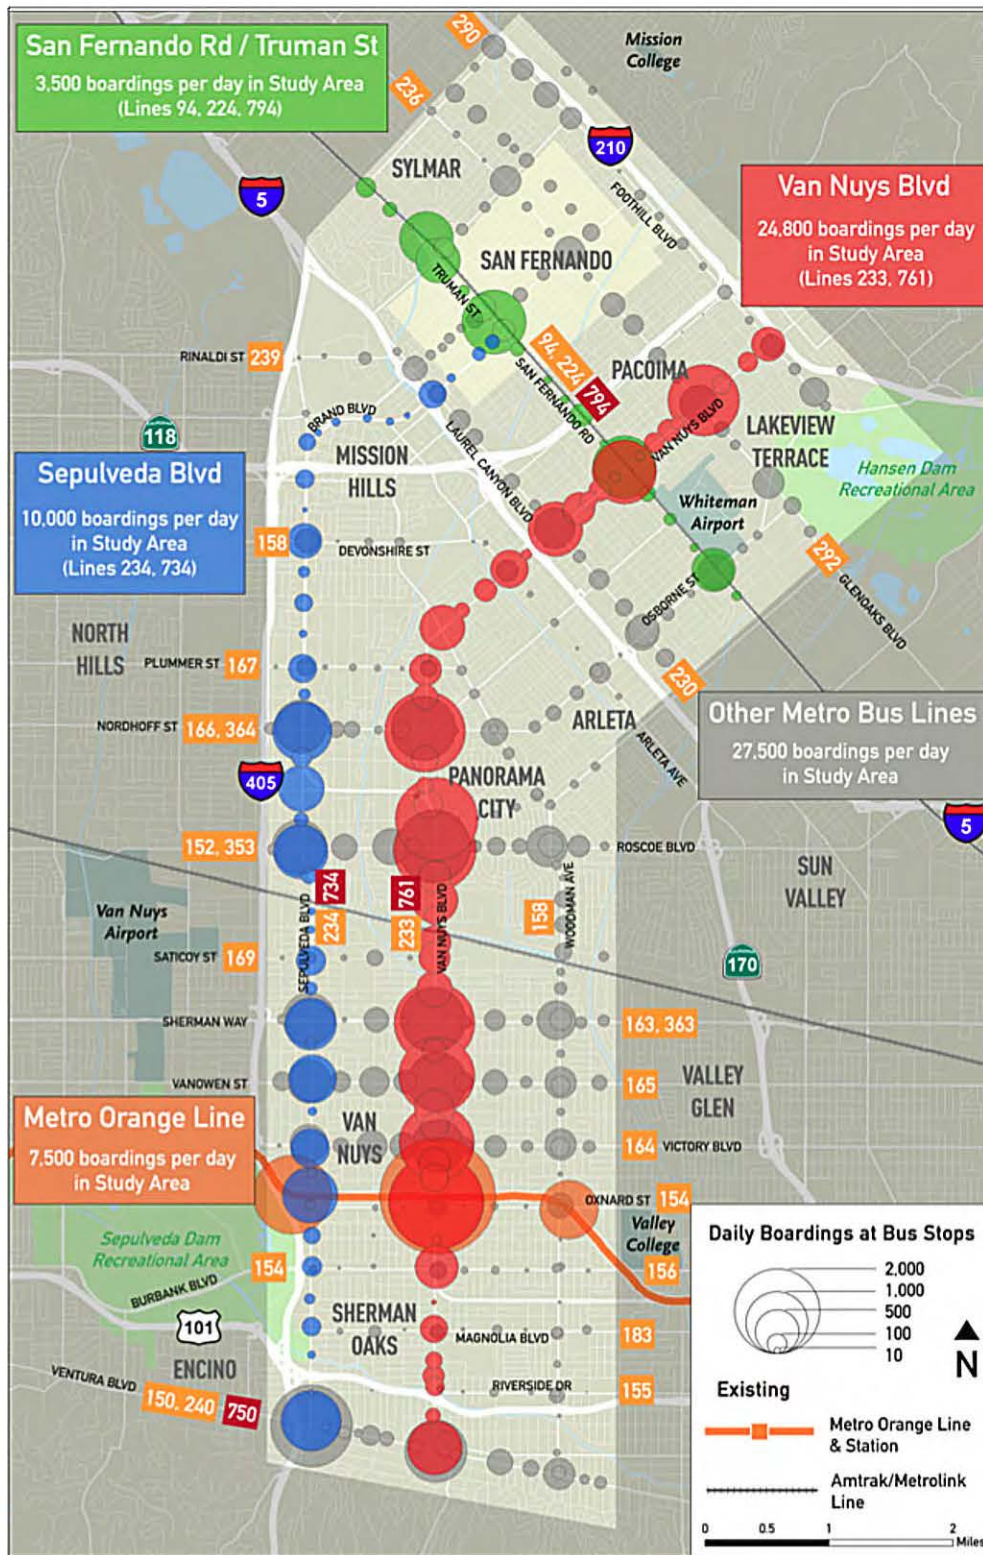 San Fernando Rd / Truman St
3,500 boardings per day in Study Area
(Lines 94, 224, 794)
290
Mission
College
236
210
SYLMAR
5
FOOTHILL BLVD
Van Nuys Blvd
24,800 boardings per day
in Study Area
(Lines 233, 761)
SAN FERNANDO
TRUMAN ST
RINALDI ST 239
94, 224
794
SAN FERNANDO RD
PACOIMA
BRAND BLVD
VAN NUYS BLVD
LAKEVIEW
TERRACE
118
MISSION
HILLS
LAUREL CANYON BLVD
Hansen Dam
Recreational Area
Sepulveda Blvd
10,000 boardings per day
in Study Area
(Lines 234, 734)
Whiteman
Airport
158
DEVONSHIRE ST
292
GLENOAKS BLVD
OSBORNE ST
NORTH
HILLS
PLUMMER ST 167
230
NORDHOFF ST 166, 364
ARLETA
ARLETA AVE
Other Metro Bus Lines
27,500 boardings per day
in Study Area
405
PANORAMA
CITY
5
152, 353
ROSCOE BLVD
SUN
VALLEY
734
761
234
233
158
WOODMAN AVE
SEPULVEDA BLVD
VAN NUYS BLVD
Van Nuys
Airport
SATICOY ST 169
170
SHERMAN WAY
163, 363
VANOWEN ST
165
VALLEY
GLEN
Metro Orange Line
7,500 boardings per day
in Study Area
VAN
NUYS
164 VICTORY BLVD
OXNARD ST 154
Valley
College
Sepulveda Dam
Recreational Area
154
BURBANK BLVD
156
101
SHERMAN
OAKS
MAGNOLIA BLVD
183
ENCINO
VENTURA BLVD
150, 240
750
RIVERSIDE DR
155
Daily Boardings at Bus Stops
2,000
1,000
500
100
10
N
Existing
Metro Orange Line
& Station
Amtrak/Metrolink
Line
0 0.5 1 2
Miles